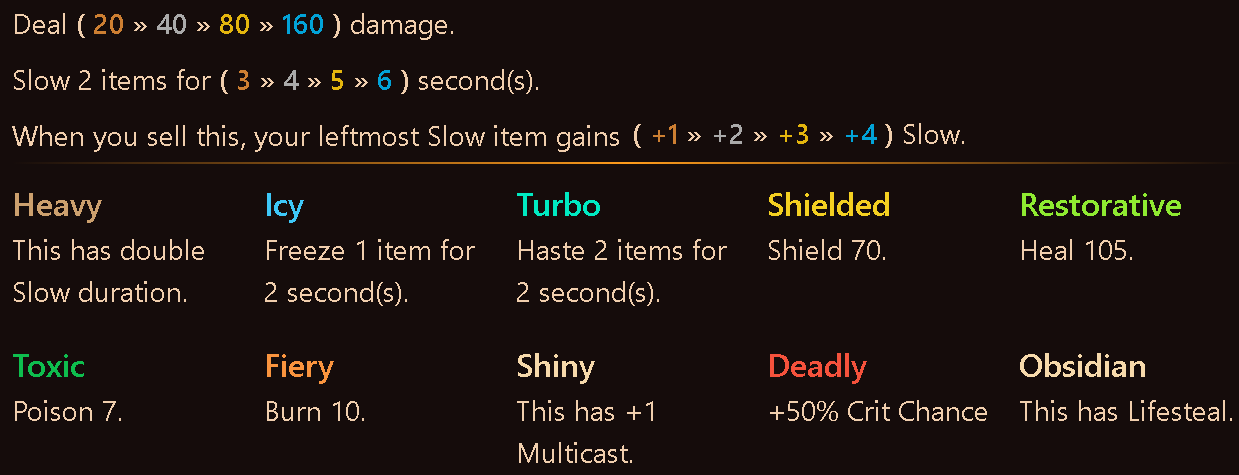 Deal ( 20 » 40 » 80 » 160 ) damage.
Slow 2 items for ( 3 » 4 » 5 » 6 ) second(s).
When you sell this, your leftmost Slow item gains ( +1 » +2 » +3 » +4 ) Slow.
Heavy
This has double
Slow duration.
Icy
Freeze 1 item for
2 second(s).
Turbo
Haste 2 items for
2 second(s).
Shielded
Shield 70.
Restorative
Heal 105.
Toxic
Poison 7.
Fiery
Burn 10.
Shiny
This has +1
Multicast.
Deadly
+50% Crit Chance
Obsidian
This has Lifesteal.